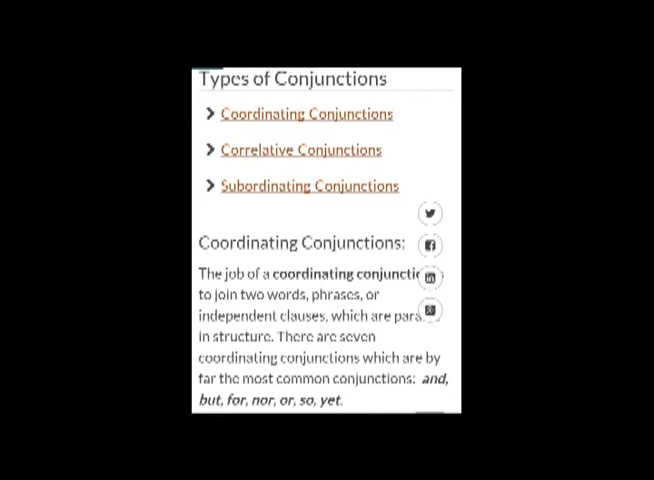 Types of Conjunctions
Coordinating Conjunctions
Correlative Conjunctions
Subordinating Conjunctions
Coordinating Conjunctions:
The job of a coordinating
to join two words, phrases, or
independent clauses, which are
in structure. There are seven
coordinating conjunctions which are by
far the most common conjunctions: and,
but, for, nor, or, so, yet.